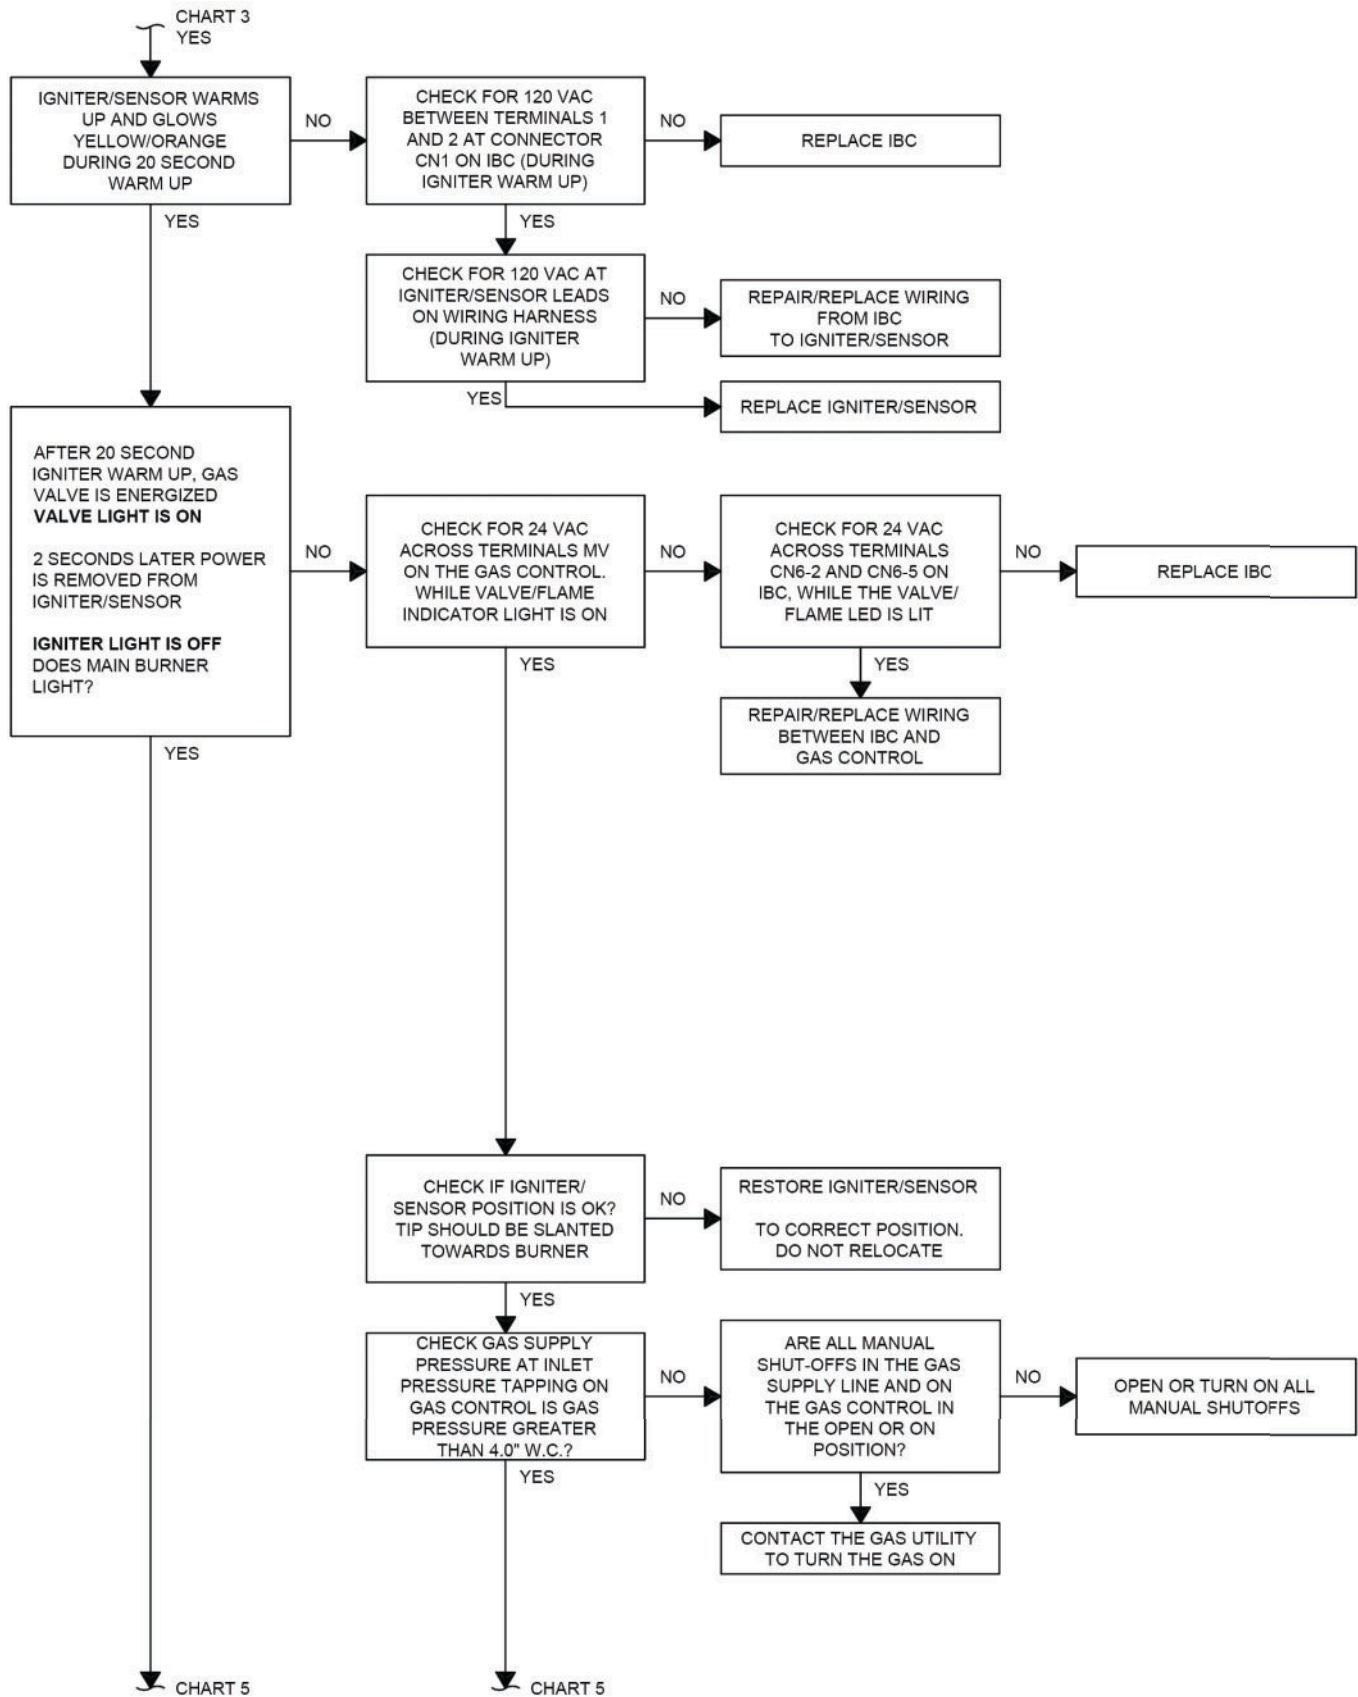 CHART 3
YES
IGNITER/SENSOR WARMS
UP AND GLOWS
YELLOW/ORANGE
DURING 20 SECOND
WARM UP
NO
CHECK FOR 120 VAC
BETWEEN TERMINALS 1
AND 2 AT CONNECTOR
CN1 ON IBC (DURING
IGNITER WARM UP)
NO
REPLACE IBC
YES
YES
CHECK FOR 120 VAC AT
IGNITER/SENSOR LEADS
ON WIRING HARNESS
(DURING IGNITER
WARM UP)
NO
REPAIR/REPLACE WIRING
FROM IBC
TO IGNITER/SENSOR
YES
REPLACE IGNITER/SENSOR
AFTER 20 SECOND
IGNITER WARM UP, GAS
VALVE IS ENERGIZED
VALVE LIGHT IS ON
2 SECONDS LATER POWER
IS REMOVED FROM
IGNITER/SENSOR
IGNITER LIGHT IS OFF
DOES MAIN BURNER
LIGHT?
NO
CHECK FOR 24 VAC
ACROSS TERMINALS MV
ON THE GAS CONTROL.
WHILE VALVE/FLAME
INDICATOR LIGHT IS ON
NO
CHECK FOR 24 VAC
ACROSS TERMINALS
CN6-2 AND CN6-5 ON
IBC, WHILE THE VALVE/
FLAME LED IS LIT
NO
REPLACE IBC
YES
YES
REPAIR/REPLACE WIRING
BETWEEN IBC AND
GAS CONTROL
YES
CHECK IF IGNITER/
SENSOR POSITION IS OK?
TIP SHOULD BE SLANTED
TOWARDS BURNER
NO
RESTORE IGNITER/SENSOR
TO CORRECT POSITION.
DO NOT RELOCATE
YES
CHECK GAS SUPPLY
PRESSURE AT INLET
PRESSURE TAPPING ON
GAS CONTROL IS GAS
PRESSURE GREATER
THAN 4.0" W.C.?
NO
ARE ALL MANUAL
SHUT-OFFS IN THE GAS
SUPPLY LINE AND ON
THE GAS CONTROL IN
THE OPEN OR ON
POSITION?
NO
OPEN OR TURN ON ALL
MANUAL SHUTOFFS
YES
YES
CONTACT THE GAS UTILITY
TO TURN THE GAS ON
CHART 5
CHART 5